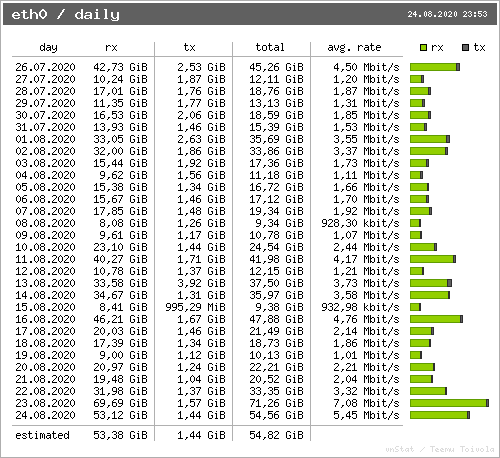 eth0 / daily 24.08.2020 23:53
day rx tx total avg. rate rx tx
26.07.2020 42,73 GiB 2,53 GiB 45,26 GiB 4,50 Mbit/s
27.07.2020 10,24 GiB 1,87 GiB 12,11 GiB 1,20 Mbit/s
28.07.2020 17,01 GiB 1,76 GiB 18,76 GiB 1,87 Mbit/s
29.07.2020 11,35 GiB 1,77 GiB 13,13 GiB 1,31 Mbit/s
30.07.2020 16,53 GiB 2,06 GiB 18,59 GiB 1,85 Mbit/s
31.07.2020 13,93 GiB 1,46 GiB 15,39 GiB 1,53 Mbit/s
01.08.2020 33,05 GiB 2,63 GiB 35,69 GiB 3,55 Mbit/s
02.08.2020 32,00 GiB 1,86 GiB 33,86 GiB 3,37 Mbit/s
03.08.2020 15,44 GiB 1,92 GiB 17,36 GiB 1,73 Mbit/s
04.08.2020 9,62 GiB 1,56 GiB 11,18 GiB 1,11 Mbit/s
05.08.2020 15,38 GiB 1,34 GiB 16,72 GiB 1,66 Mbit/s
06.08.2020 15,67 GiB 1,46 GiB 17,12 GiB 1,70 Mbit/s
07.08.2020 17,85 GiB 1,48 GiB 19,34 GiB 1,92 Mbit/s
08.08.2020 8,08 GiB 1,26 GiB 9,34 GiB 928,30 kbit/s
09.08.2020 9,61 GiB 1,17 GiB 10,78 GiB 1,07 Mbit/s
10.08.2020 23,10 GiB 1,44 GiB 24,54 GiB 2,44 Mbit/s
11.08.2020 40,27 GiB 1,71 GiB 41,98 GiB 4,17 Mbit/s
12.08.2020 10,78 GiB 1,37 GiB 12,15 GiB 1,21 Mbit/s
13.08.2020 33,58 GiB 3,92 GiB 37,50 GiB 3,73 Mbit/s
14.08.2020 34,67 GiB 1,31 GiB 35,97 GiB 3,58 Mbit/s
15.08.2020 8,41 GiB 995,29 MiB 9,38 GiB 932,98 kbit/s
16.08.2020 46,21 GiB 1,67 GiB 47,88 GiB 4,76 Mbit/s
17.08.2020 20,03 GiB 1,46 GiB 21,49 GiB 2,14 Mbit/s
18.08.2020 17,39 GiB 1,34 GiB 18,73 GiB 1,86 Mbit/s
19.08.2020 9,00 GiB 1,12 GiB 10,13 GiB 1,01 Mbit/s
20.08.2020 20,97 GiB 1,24 GiB 22,21 GiB 2,21 Mbit/s
21.08.2020 19,48 GiB 1,04 GiB 20,52 GiB 2,04 Mbit/s
22.08.2020 31,98 GiB 1,37 GiB 33,35 GiB 3,32 Mbit/s
23.08.2020 69,69 GiB 1,57 GiB 71,26 GiB 7,08 Mbit/s
24.08.2020 53,12 GiB 1,44 GiB 54,56 GiB 5,45 Mbit/s
estimated 53,38 GiB 1,44 GiB 54,82 GiB
vnStat / Teemu Toivola